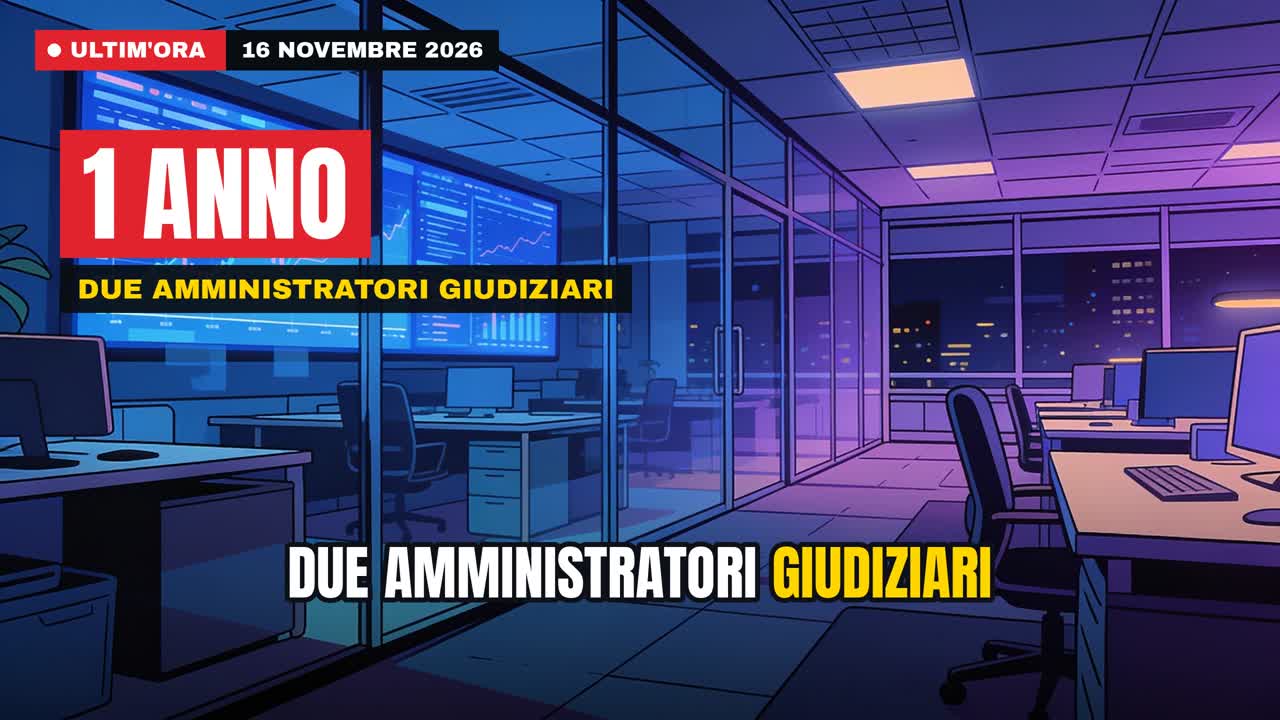 ULTIM'ORA 16 NOVEMBRE 2026
1 ANNO
DUE AMMINISTRATORI GIUDIZIARI
DUE AMMINISTRATORI GIUDIZIARI